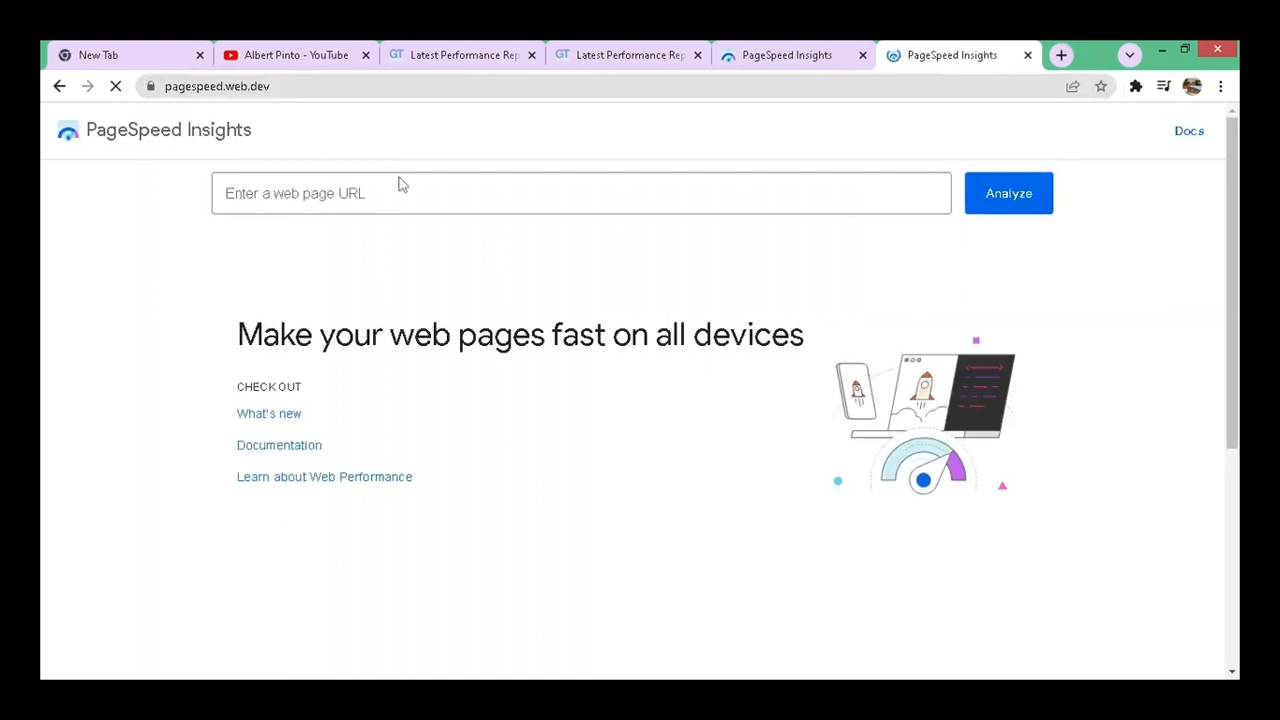 New Tab
Albert Pinto - YouTube
GT Latest Performance Rep
GT Latest Performance Rep
PageSpeed Insights
PageSpeed Insights
pagespeed.web.dev
PageSpeed Insights
Docs
Enter a web page URL
Analyze
Make your web pages fast on all devices
CHECK OUT
What's new
Documentation
Learn about Web Performance